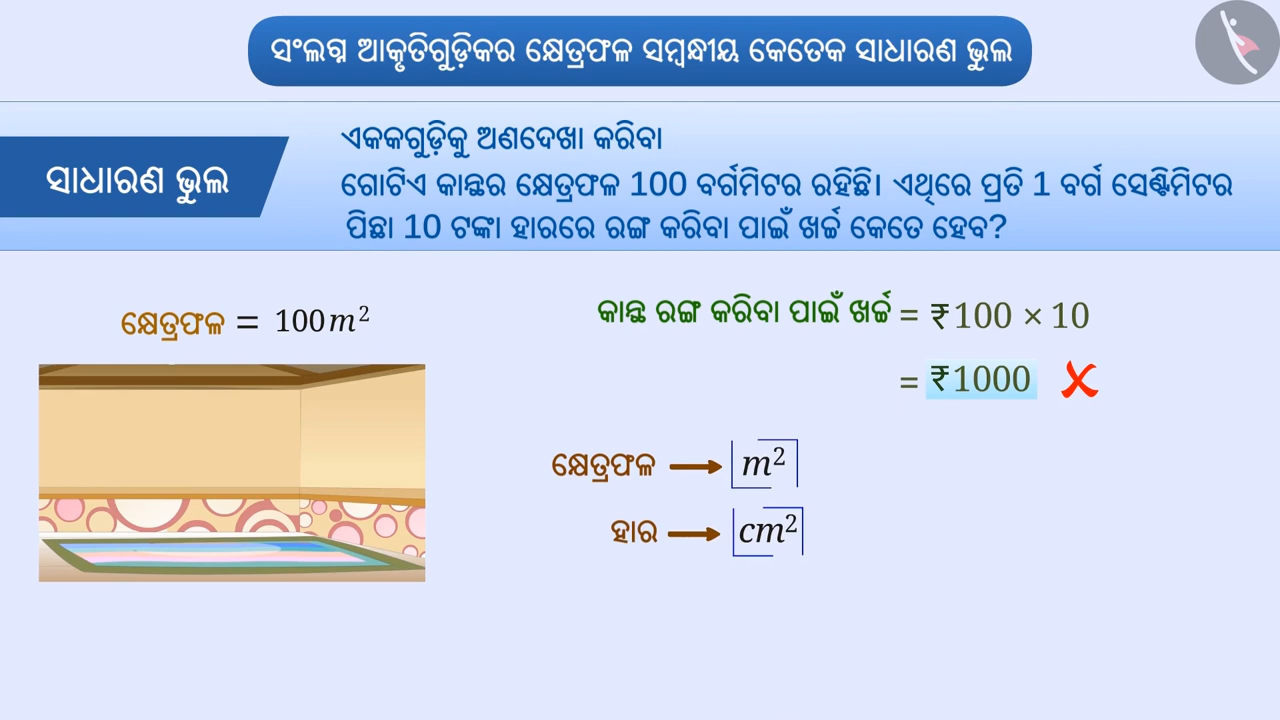 ସଂଲଗ୍ନ ଆକୃତିଗୁଡ଼ିକର କ୍ଷେତ୍ରଫଳ ସମ୍ବନ୍ଧୀୟ କେତେକ ସାଧାରଣ ଭୁଲ
ସାଧାରଣ ଭୁଲ
ଏକକଗୁଡ଼ିକୁ ଅଣଦେଖା କରିବା
ଗୋଟିଏ କାନ୍ଥର କ୍ଷେତ୍ରଫଳ 100 ବର୍ଗମିଟର ରହିଛି। ଏଥିରେ ପ୍ରତି 1 ବର୍ଗ ସେଣ୍ଟିମିଟର
ପିଛା 10 ଟଙ୍କା ହାରରେ ରଙ୍ଗ କରିବା ପାଇଁ ଖର୍ଚ୍ଚ କେତେ ହେବ?
କ୍ଷେତ୍ରଫଳ = 100 m²
କାନ୍ଥ ରଙ୍ଗ କରିବା ପାଇଁ ଖର୍ଚ୍ଚ = ₹100 × 10
= ₹1000 ✗
କ୍ଷେତ୍ରଫଳ → m²
ହାର → cm²